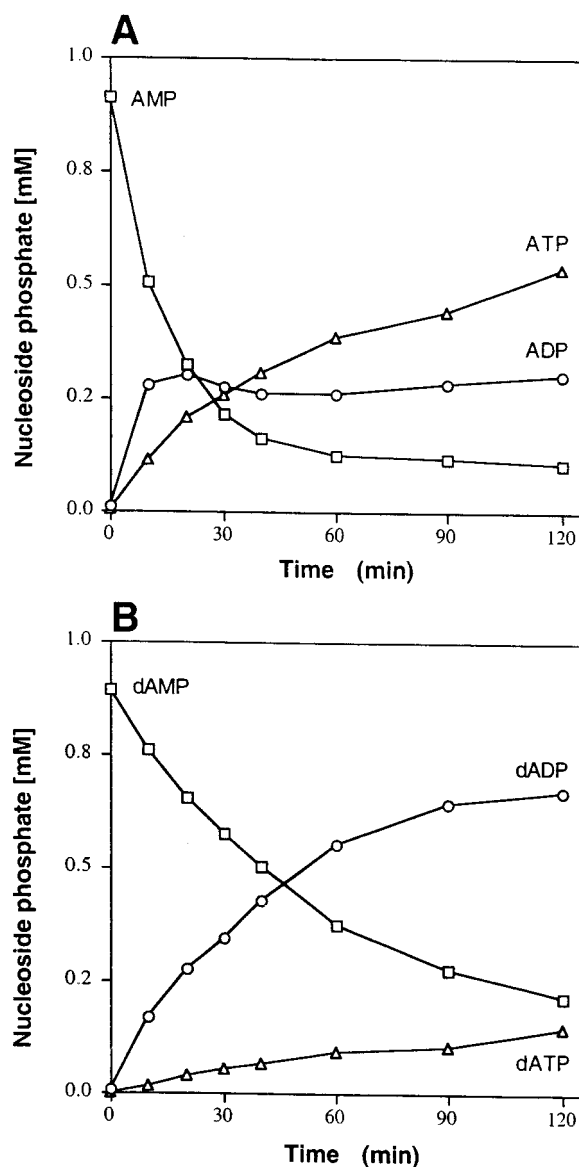 A
1.0
AMP
0.8
ATP
0.5
ADP
0.2
0.0
0 30 60 90 120
Time (min)
Nucleoside phosphate [mM]
B
1.0
dAMP
0.8
dADP
0.5
0.2
dATP
0.0
0 30 60 90 120
Time (min)
Nucleoside phosphate [mM]